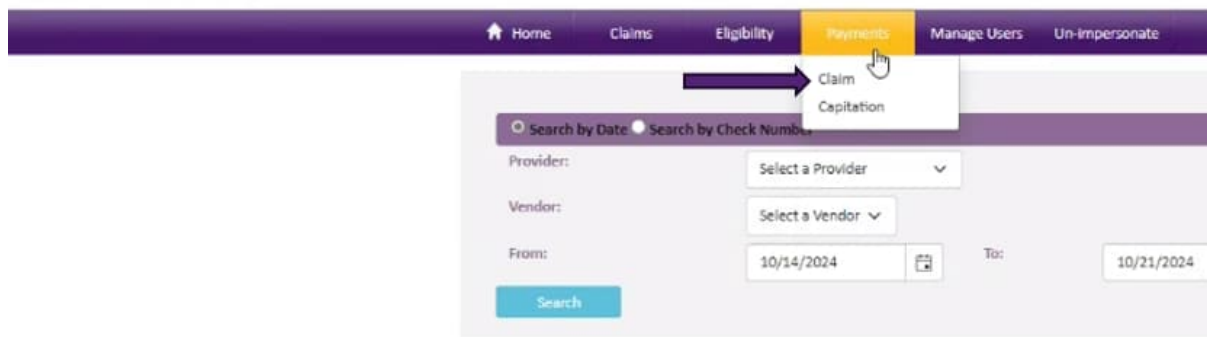 Home Claims Eligibility Payments Manage Users Un-impersonate
Claim
Capitation
Search by Date Search by Check Number
Provider: Select a Provider
Vendor: Select a Vendor
From: 10/14/2024 To: 10/21/2024
Search